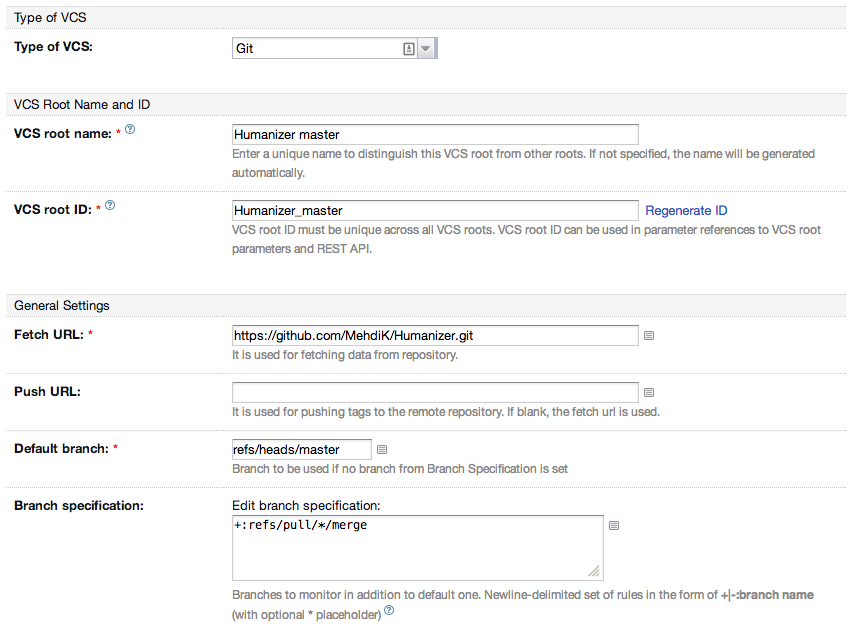 Type of VCS
Type of VCS:
Git
VCS Root Name and ID
VCS root name: * ?
Humanizer master
Enter a unique name to distinguish this VCS root from other roots. If not specified, the name will be generated
automatically.
VCS root ID: * ?
Humanizer_master
Regenerate ID
VCS root ID must be unique across all VCS roots. VCS root ID can be used in parameter references to VCS root
parameters and REST API.
General Settings
Fetch URL: *
https://github.com/MehdiK/Humanizer.git
It is used for fetching data from repository.
Push URL:
It is used for pushing tags to the remote repository. If blank, the fetch url is used.
Default branch: *
refs/heads/master
Branch to be used if no branch from Branch Specification is set
Branch specification:
Edit branch specification:
+:refs/pull/*/merge
Branches to monitor in addition to default one. Newline-delimited set of rules in the form of +|-:branch name
(with optional * placeholder) ?